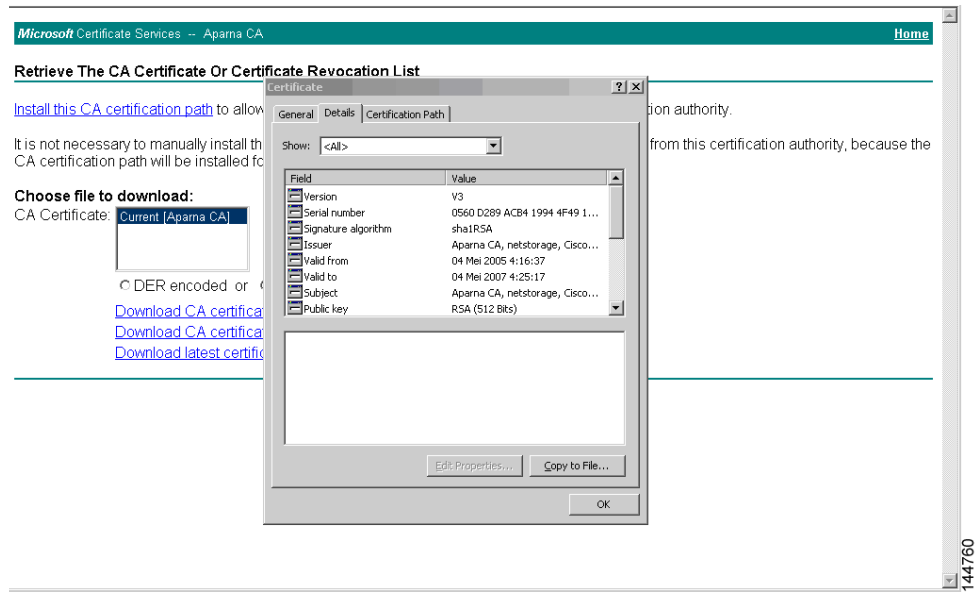 Microsoft Certificate Services -- Aparna CA
Home
Retrieve The CA Certificate Or Certificate Revocation List
Install this CA certification path to allow
tion authority.
It is not necessary to manually install th
from this certification authority, because the
CA certification path will be installed fo
Choose file to download:
CA Certificate:
Current [Aparna CA]
DER encoded or
Download CA certificat
Download CA certificat
Download latest certific
Certificate
General
Details
Certification Path
Show:
<All>
Field Value
Version V3
Serial number 0560 D289 ACB4 1994 4F49 1...
Signature algorithm sha1RSA
Issuer Aparna CA, netstorage, Cisco...
Valid from 04 Mei 2005 4:16:37
Valid to 04 Mei 2007 4:25:17
Subject Aparna CA, netstorage, Cisco...
Public key RSA (512 Bits)
Edit Properties...
Copy to File...
OK
144760